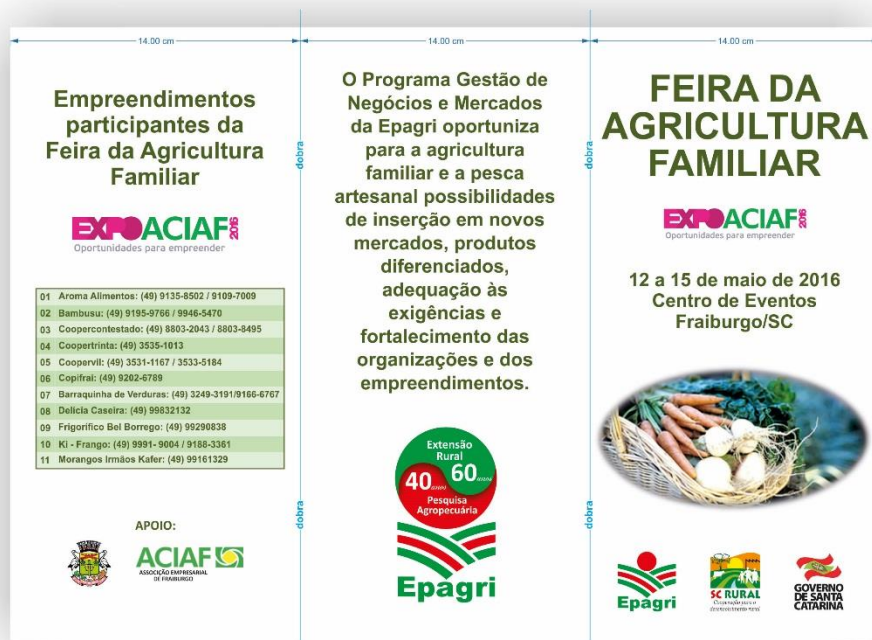 14.00 cm
14.00 cm
14.00 cm
Empreendimentos
participantes da
Feira da Agricultura
Familiar
EXPOACIAF 2016
Oportunidades para empreender
01 Aroma Alimentos: (49) 9135-8502 / 9109-7009
02 Bambusu: (49) 9195-9766 / 9946-5470
03 Coopercontestado: (49) 8803-2043 / 8803-8495
04 Coopertrinta: (49) 3535-1013
05 Coopervil: (49) 3531-1167 / 3533-5184
06 Copifrai: (49) 9202-6789
07 Barraquinha de Verduras: (49) 3249-3191/9166-6767
08 Delícia Caseira: (49) 99832132
09 Frigorífico Bel Borrego: (49) 99290838
10 Ki - Frango: (49) 9991- 9004 / 9188-3361
11 Morangos Irmãos Kafer: (49) 99161329
APOIO:
ACIAF
ASSOCIAÇÃO EMPRESARIAL
DE FRAIBURGO
dobra
dobra
O Programa Gestão de
Negócios e Mercados
da Epagri oportuniza
para a agricultura
familiar e a pesca
artesanal possibilidades
de inserção em novos
mercados, produtos
diferenciados,
adequação às
exigências e
fortalecimento das
organizações e dos
empreendimentos.
Extensão
Rural
60 anos
40 anos
Pesquisa
Agropecuária
Epagri
dobra
dobra
FEIRA DA
AGRICULTURA
FAMILIAR
EXPOACIAF 2016
Oportunidades para empreender
12 a 15 de maio de 2016
Centro de Eventos
Fraiburgo/SC
Epagri
SC RURAL
Cooperação para o
desenvolvimento rural
GOVERNO
DE SANTA
CATARINA